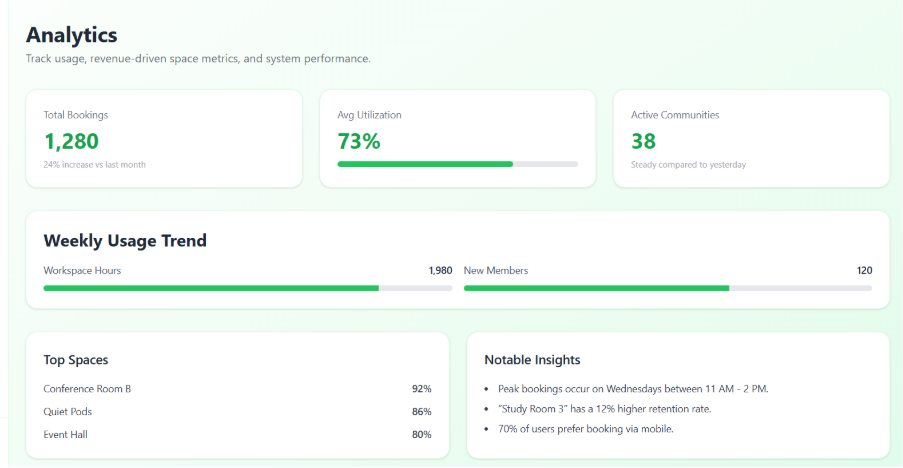 Analytics
Track usage, revenue-driven space metrics, and system performance.
Total Bookings
1,280
24% increase vs last month
Avg Utilization
73%
Active Communities
38
Steady compared to yesterday
Weekly Usage Trend
Workspace Hours 1,980
New Members 120
Top Spaces
Conference Room B 92%
Quiet Pods 86%
Event Hall 80%
Notable Insights
• Peak bookings occur on Wednesdays between 11 AM - 2 PM.
• "Study Room 3" has a 12% higher retention rate.
• 70% of users prefer booking via mobile.